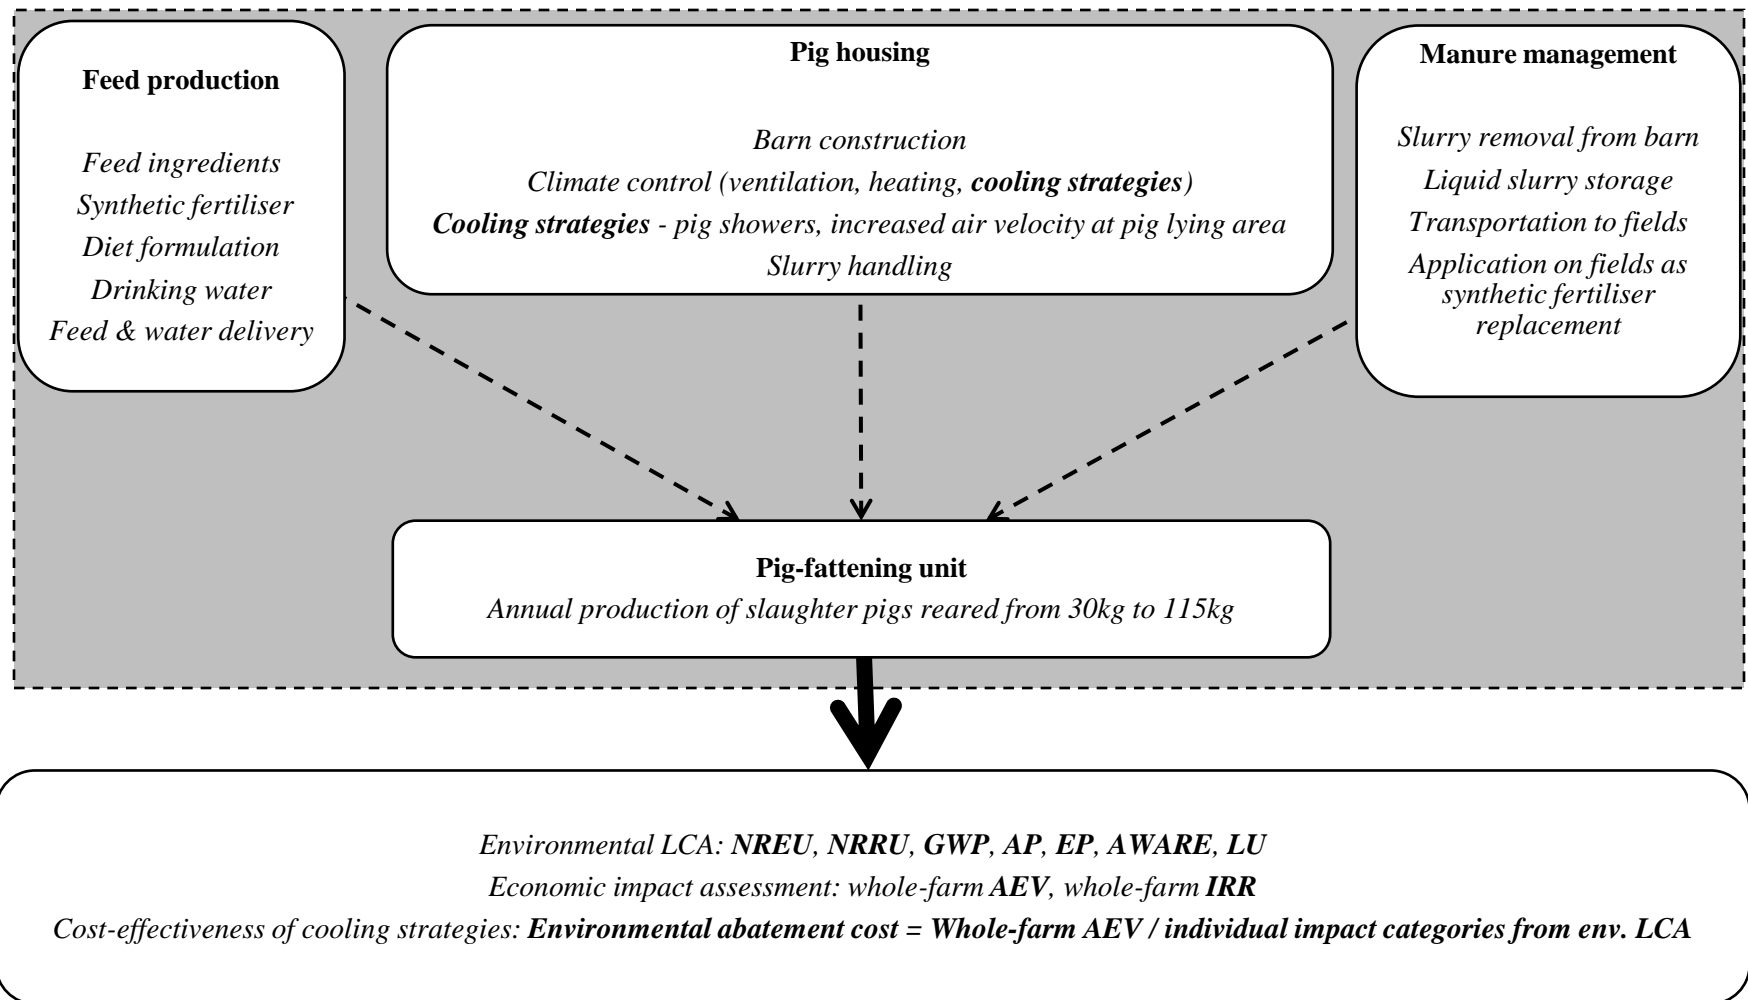 Feed production
Feed ingredients
Synthetic fertiliser
Diet formulation
Drinking water
Feed & water delivery
Pig housing
Barn construction
Climate control (ventilation, heating, cooling strategies)
Cooling strategies - pig showers, increased air velocity at pig lying area
Slurry handling
Manure management
Slurry removal from barn
Liquid slurry storage
Transportation to fields
Application on fields as
synthetic fertiliser
replacement
Pig-fattening unit
Annual production of slaughter pigs reared from 30kg to 115kg
Environmental LCA: NREU, NRRU, GWP, AP, EP, AWARE, LU
Economic impact assessment: whole-farm AEV, whole-farm IRR
Cost-effectiveness of cooling strategies: Environmental abatement cost = Whole-farm AEV / individual impact categories from env. LCA